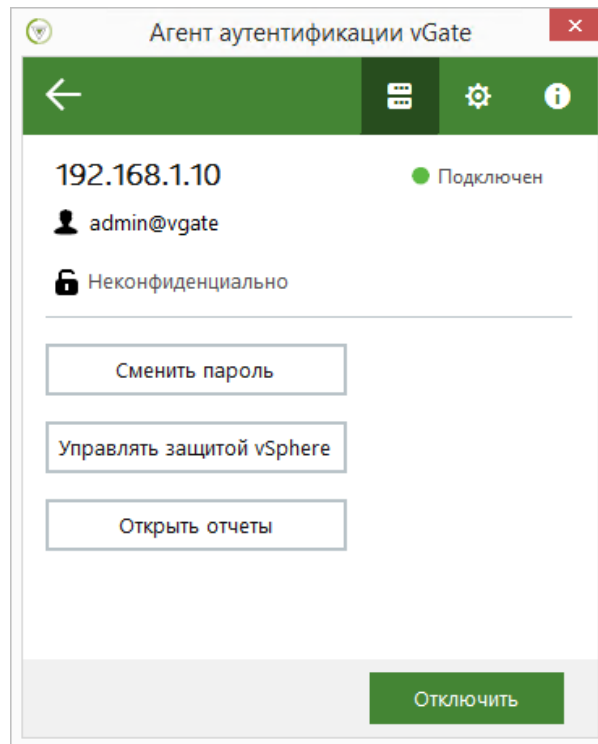 Агент аутентификации vGate
192.168.1.10
Подключен
admin@vgate
Неконфиденциально
Сменить пароль
Управлять защитой vSphere
Открыть отчеты
Отключить